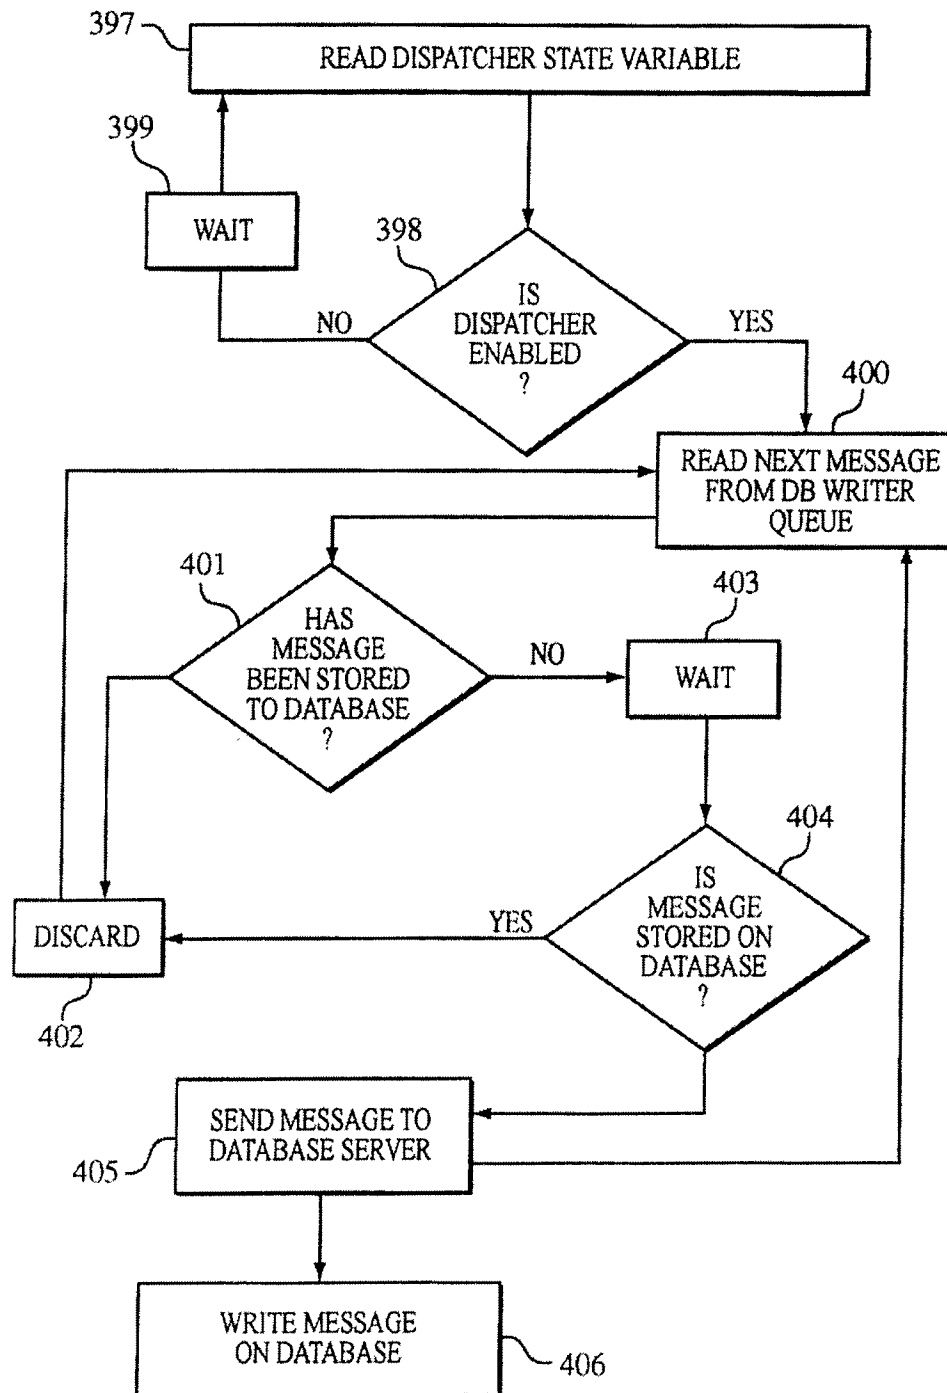 397
READ DISPATCHER STATE VARIABLE
399
WAIT
398
IS
DISPATCHER
ENABLED
?
NO
YES
400
READ NEXT MESSAGE
FROM DB WRITER
QUEUE
401
HAS
MESSAGE
BEEN STORED
TO DATABASE
?
NO
403
WAIT
404
IS
MESSAGE
STORED ON
DATABASE
?
YES
DISCARD
402
SEND MESSAGE TO
DATABASE SERVER
405
WRITE MESSAGE
ON DATABASE
406